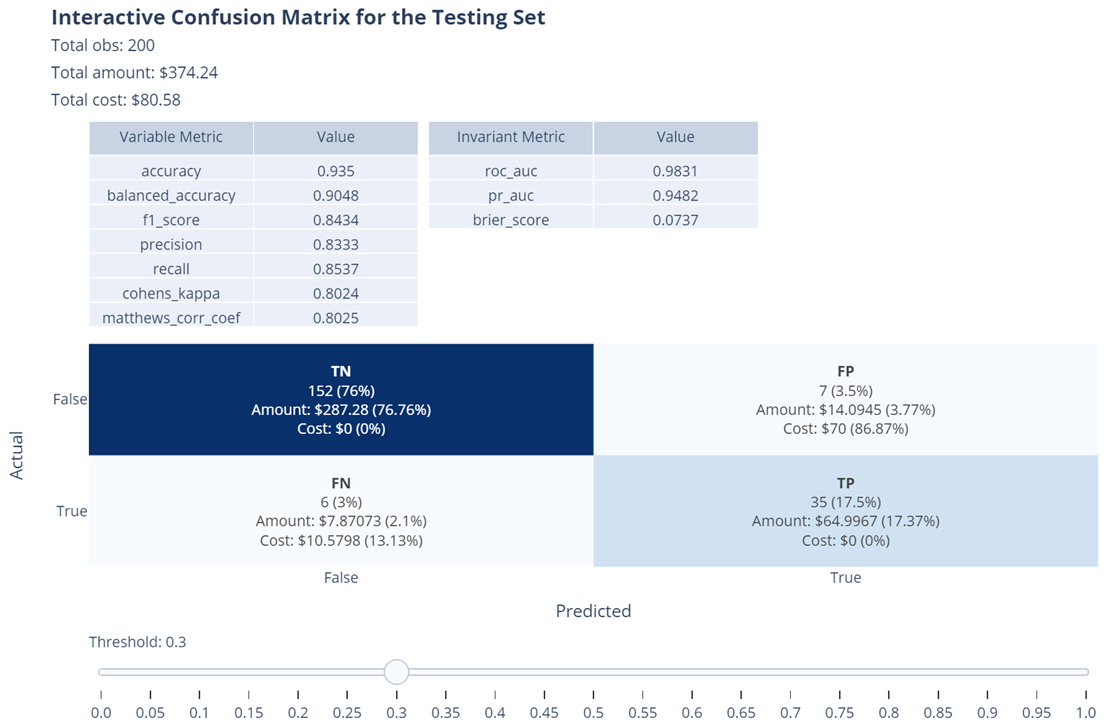 Interactive Confusion Matrix for the Testing Set
Total obs: 200
Total amount: $374.24
Total cost: $80.58
Variable Metric Value
accuracy 0.935
balanced_accuracy 0.9048
f1_score 0.8434
precision 0.8333
recall 0.8537
cohens_kappa 0.8024
matthews_corr_coef 0.8025
Invariant Metric Value
roc_auc 0.9831
pr_auc 0.9482
brier_score 0.0737
Actual
False
TN
152 (76%)
Amount: $287.28 (76.76%)
Cost: $0 (0%)
FP
7 (3.5%)
Amount: $14.0945 (3.77%)
Cost: $70 (86.87%)
True
FN
6 (3%)
Amount: $7.87073 (2.1%)
Cost: $10.5798 (13.13%)
TP
35 (17.5%)
Amount: $64.9967 (17.37%)
Cost: $0 (0%)
False True
Predicted
Threshold: 0.3
0.0 0.05 0.1 0.15 0.2 0.25 0.3 0.35 0.4 0.45 0.5 0.55 0.6 0.65 0.7 0.75 0.8 0.85 0.9 0.95 1.0